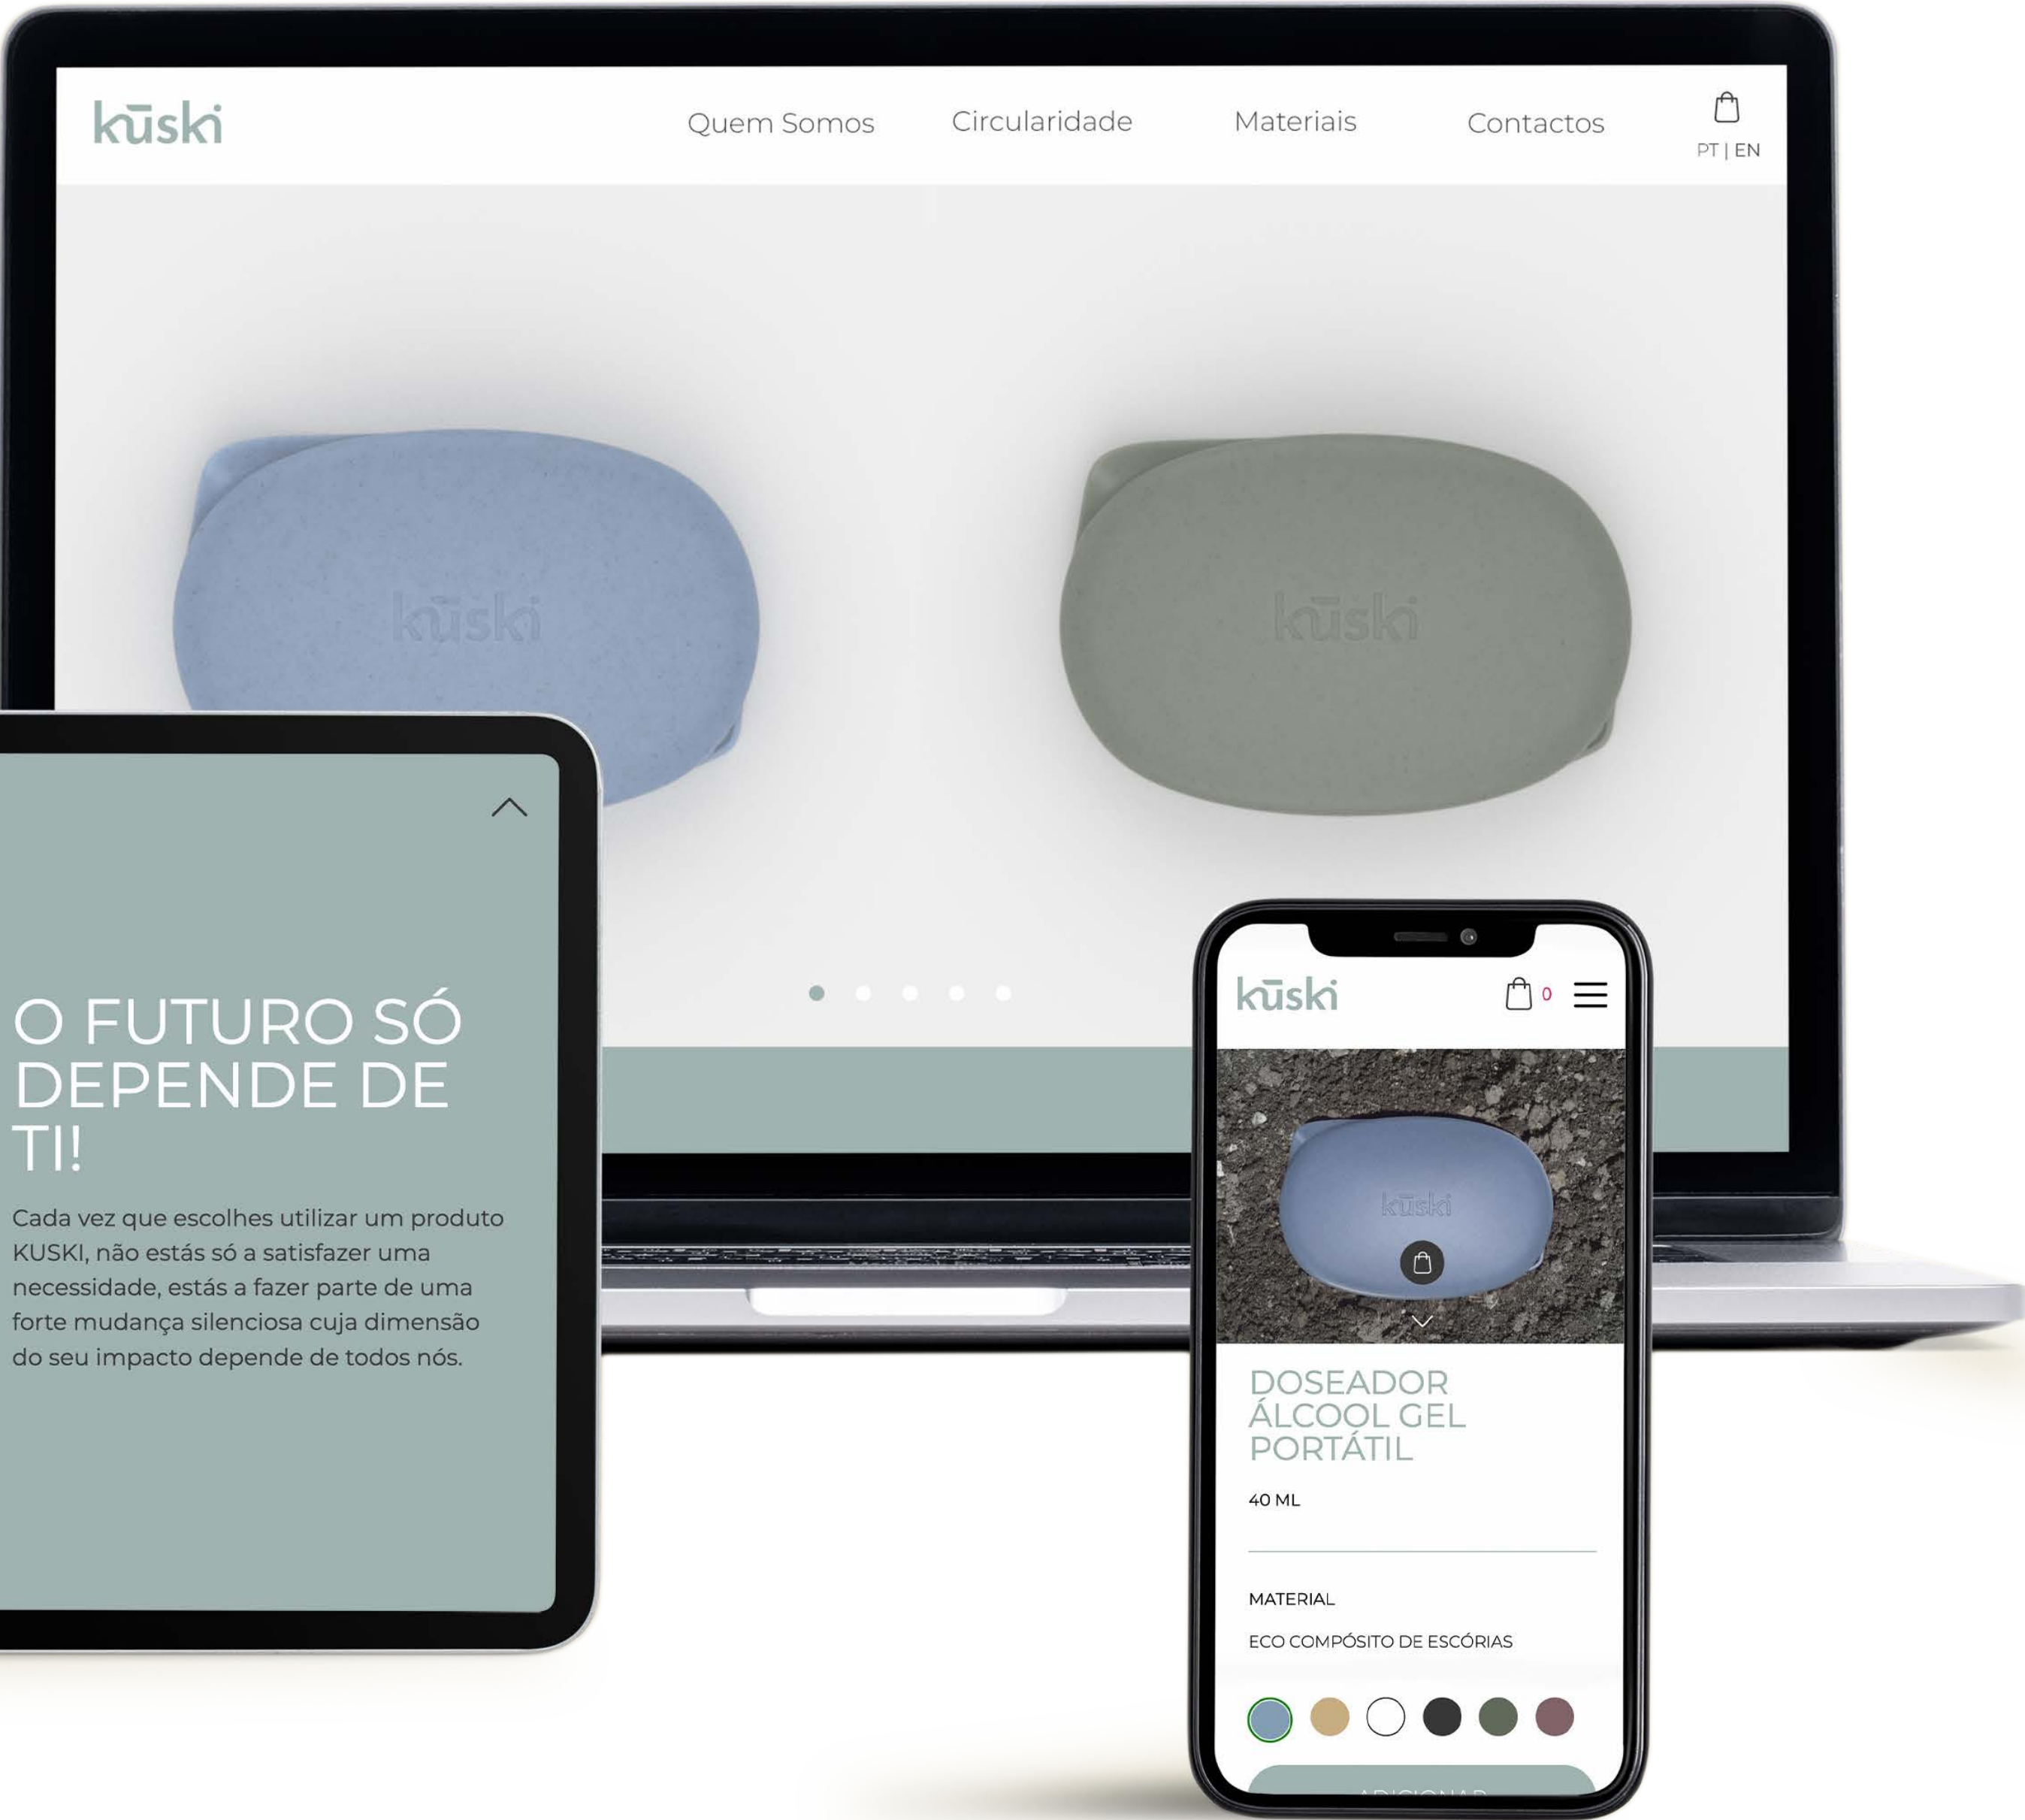 kūski
Quem Somos
Circularidade
Materiais
Contactos
PT | EN
kūski
kūski
O FUTURO SÓ
DEPENDE DE
TI!
Cada vez que escolhes utilizar um produto
KUSKI, não estás só a satisfazer uma
necessidade, estás a fazer parte de uma
forte mudança silenciosa cuja dimensão
do seu impacto depende de todos nós.
kūski
0
kūski
DOSEADOR
ÁLCOOL GEL
PORTÁTIL
40 ML
MATERIAL
ECO COMPÓSITO DE ESCÓRIAS
ADICIONAR